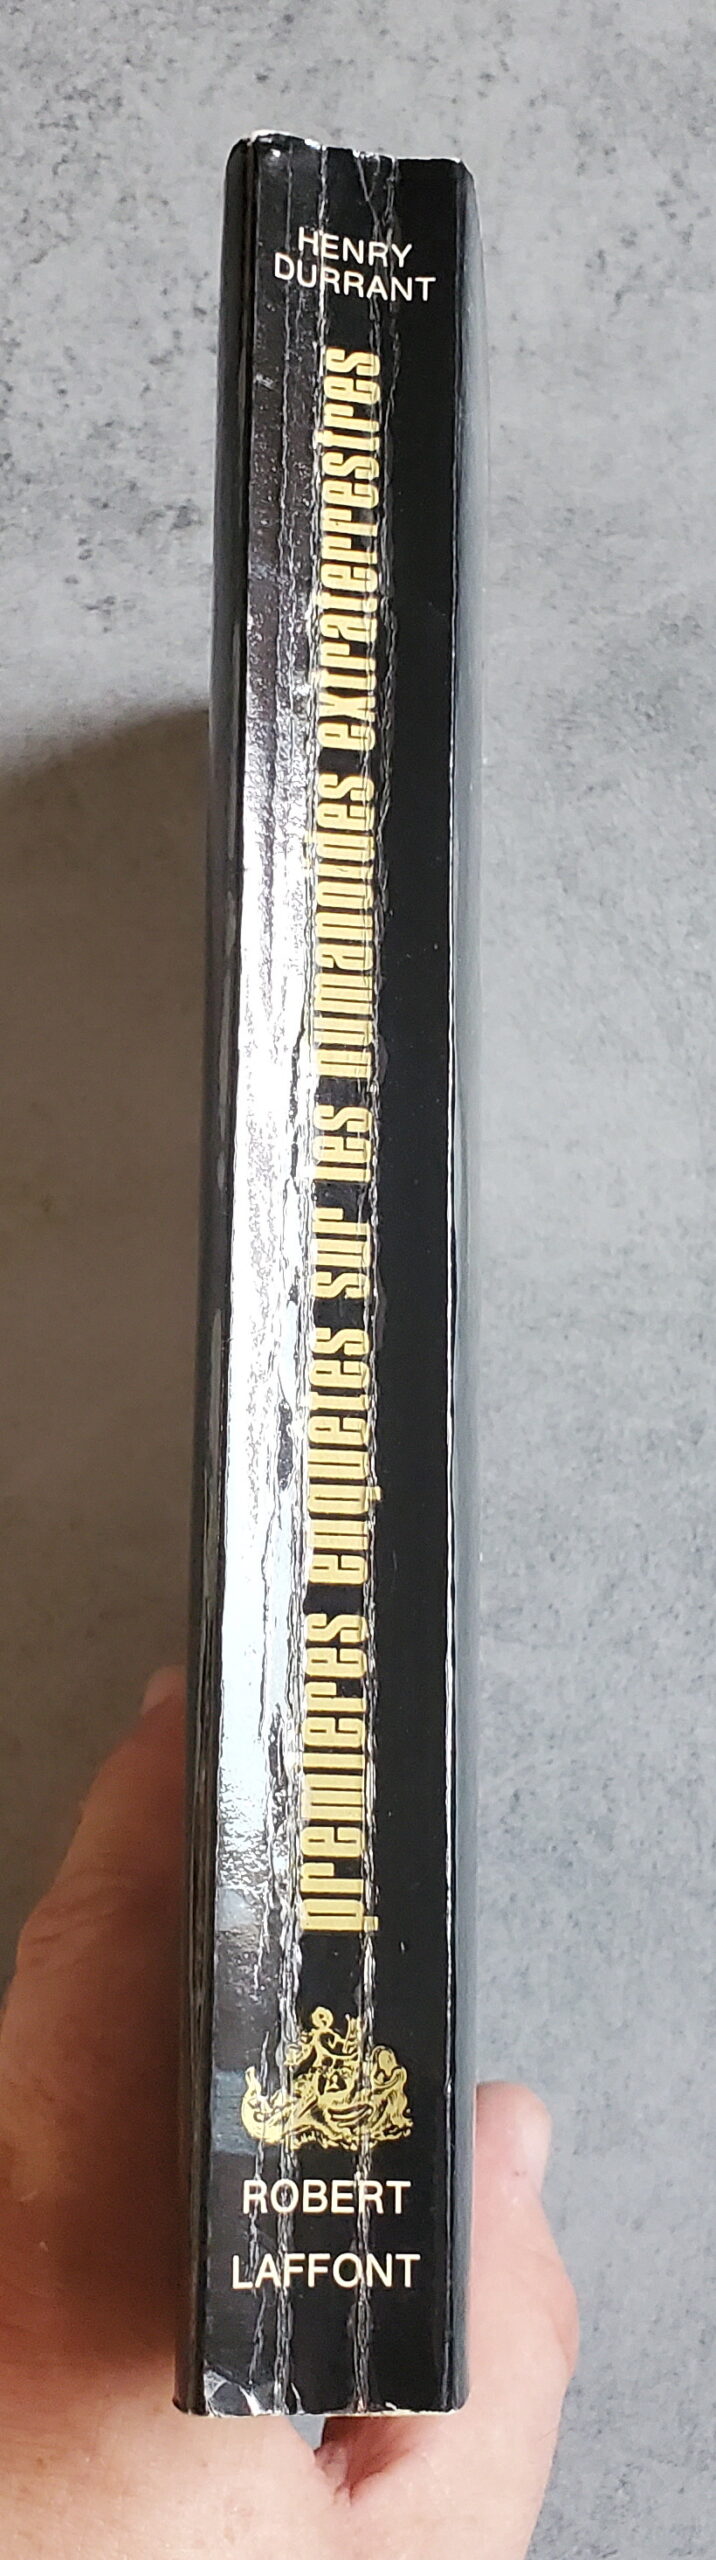 HENRY
DURRANT
premières enquêtes sur les humanoïdes extraterrestres
ROBERT
LAFFONT